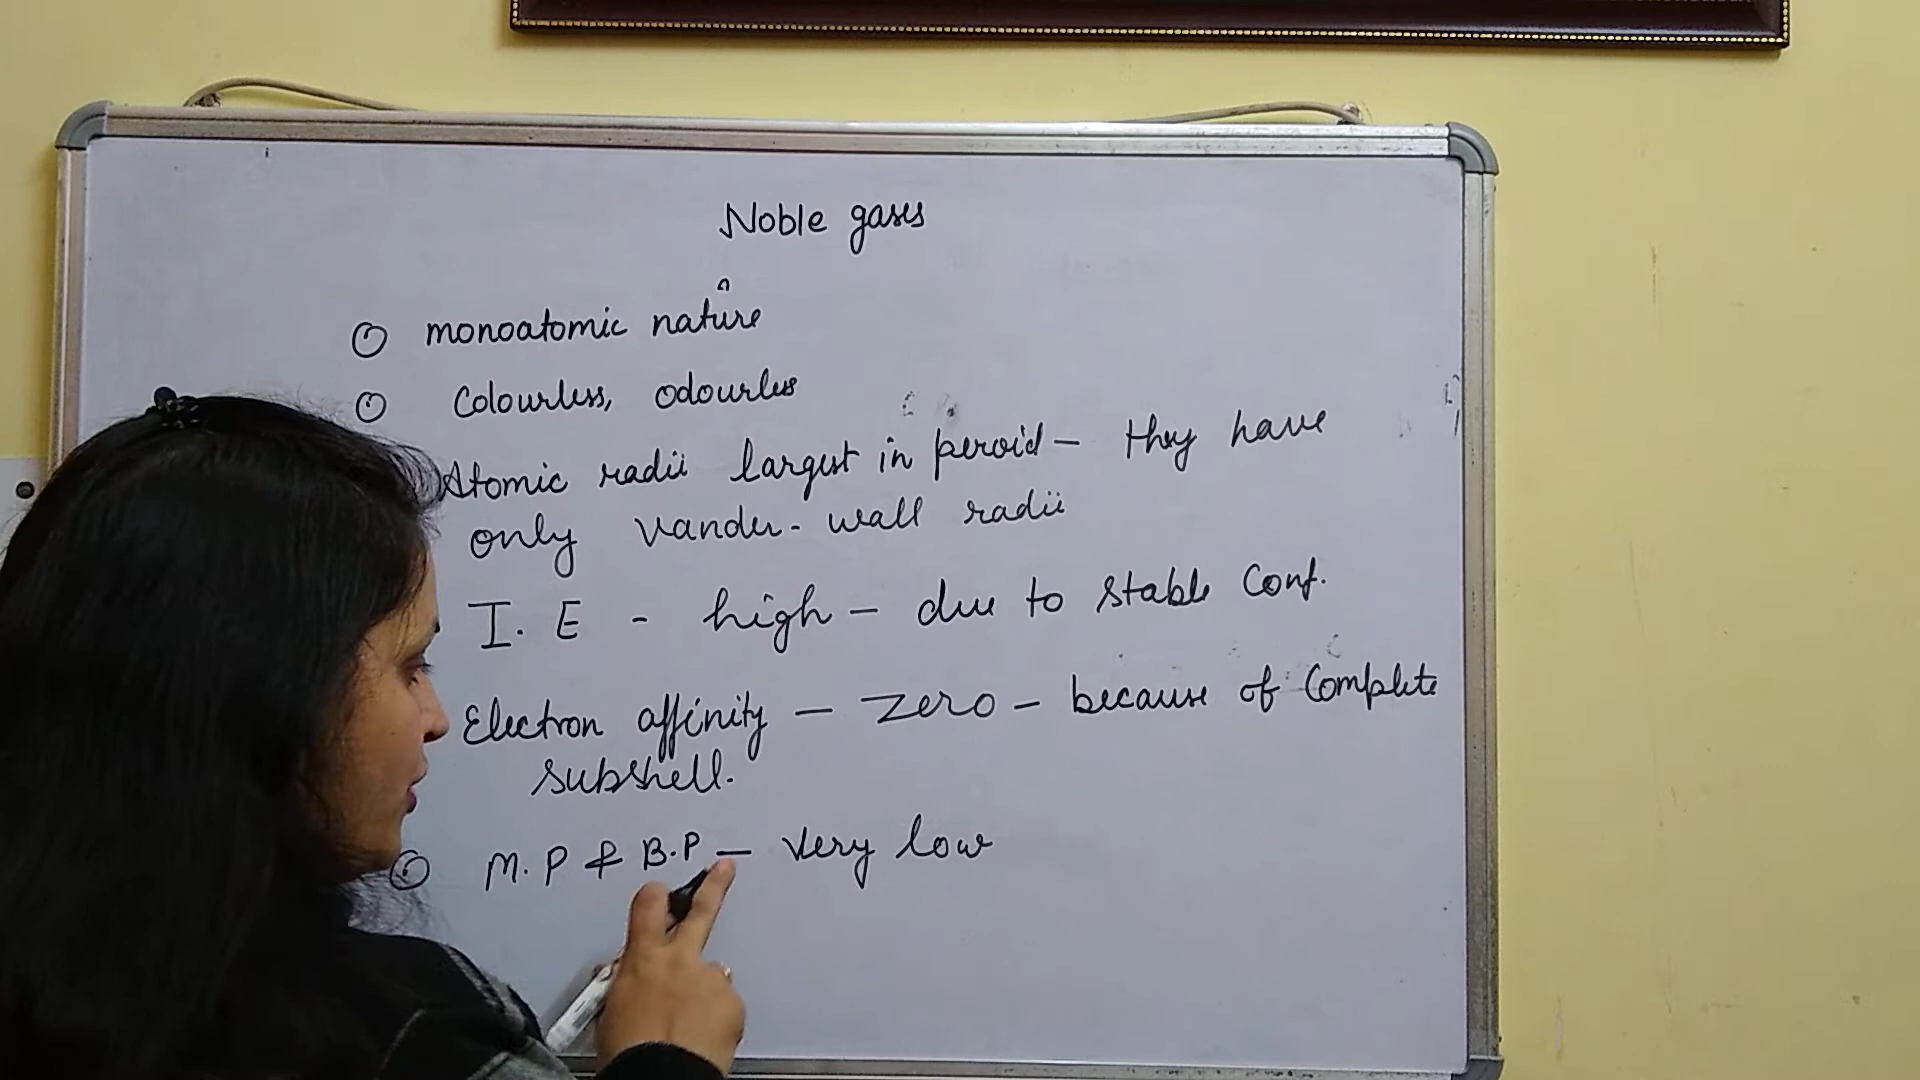 Noble gases
monoatomic nature
Colourless, odourless
Atomic radii largest in peroid - they have
only Vander-wall radii
I. E - high - due to stable Conf.
Electron affinity - Zero - because of Complete
subshell.
M.P & B.P - Very low